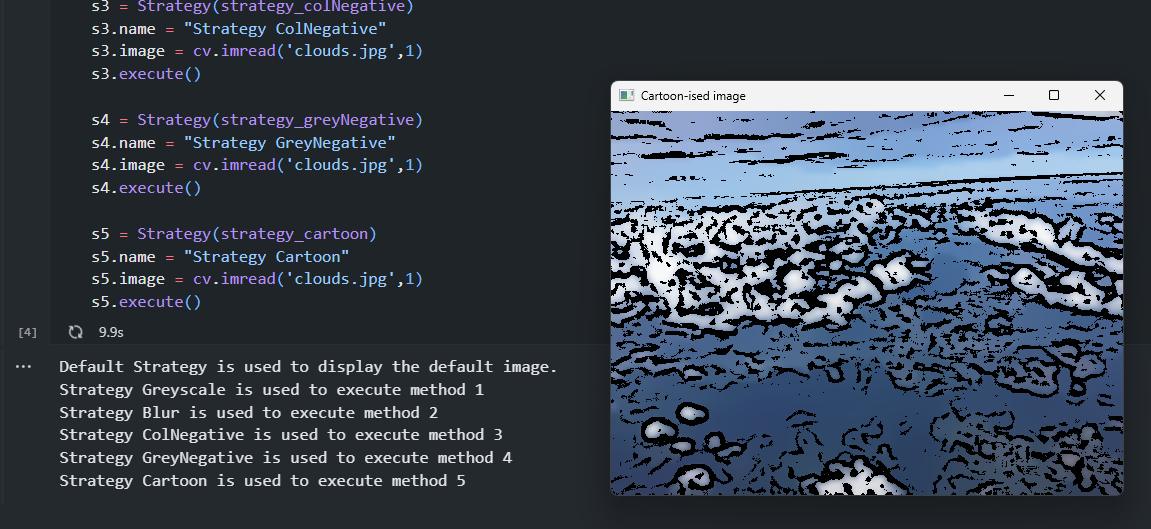 s3 = Strategy(strategy_colNegative)
s3.name = "Strategy ColNegative"
s3.image = cv.imread('clouds.jpg',1)
s3.execute()
s4 = Strategy(strategy_greyNegative)
s4.name = "Strategy GreyNegative"
s4.image = cv.imread('clouds.jpg',1)
s4.execute()
s5 = Strategy(strategy_cartoon)
s5.name = "Strategy Cartoon"
s5.image = cv.imread('clouds.jpg',1)
s5.execute()
[4] 9.9s
... Default Strategy is used to display the default image.
Strategy Greyscale is used to execute method 1
Strategy Blur is used to execute method 2
Strategy ColNegative is used to execute method 3
Strategy GreyNegative is used to execute method 4
Strategy Cartoon is used to execute method 5
Cartoon-ised image